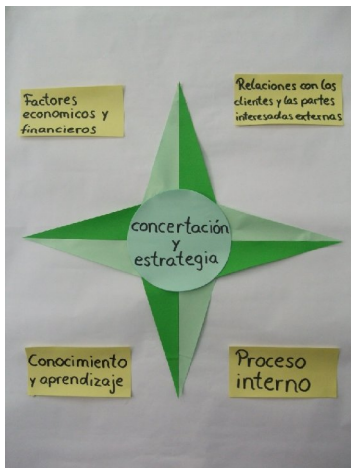 Factores
economicos y
financieros
Relaciones con los
clientes y las partes
interesadas externas
concertación
y
estrategia
Conocimiento
y aprendizaje
Proceso
interno